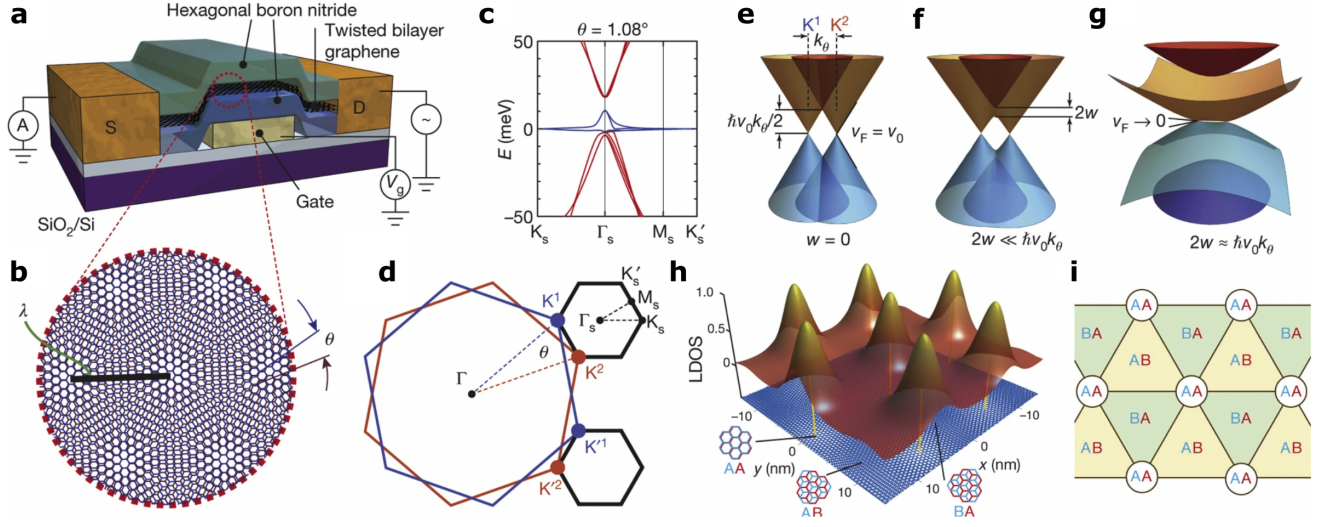 a
Hexagonal boron nitride
Twisted bilayer
graphene
A
S
D
~
V_g
Gate
SiO₂/Si
b
λ
θ
c
θ = 1.08°
50
0
−50
E (meV)
K_s
Γ_s
M_s
K_s′
d
K¹
K_s′
M_s
Γ_s
K_s
θ
K²
Γ
K′¹
K′²
e
K¹ K²
k_θ
ħv₀k_θ/2
v_F = v₀
w = 0
f
2w
2w ≪ ħv₀k_θ
g
v_F → 0
2w ≈ ħv₀k_θ
h
1.0
0.5
0
LDOS
−10
0
10
y (nm)
−10
0
10
x (nm)
AA
AB
BA
i
AA AA
BA BA BA
AB AB
AA AA AA
BA BA
AB AB AB
AA AA